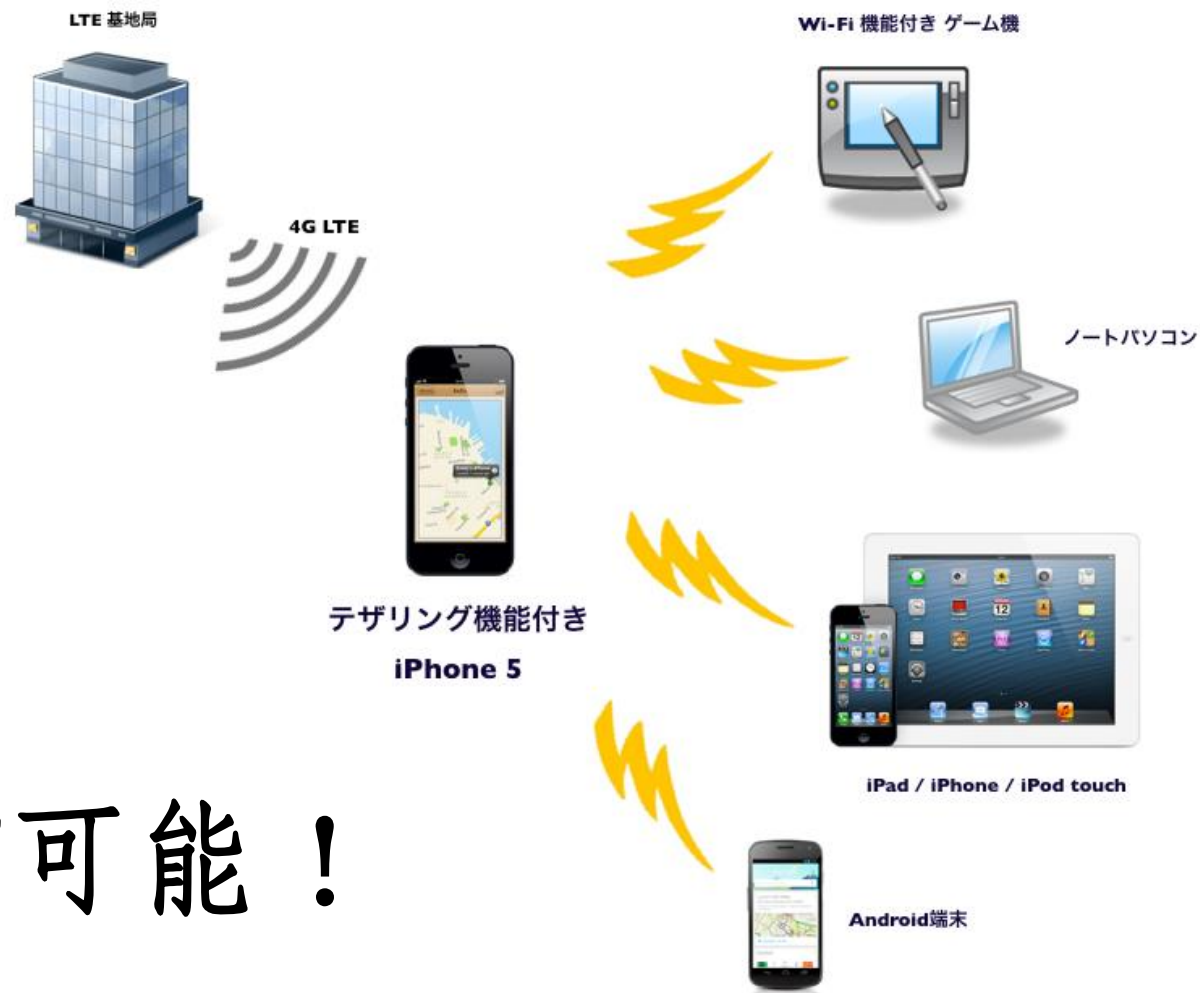 LTE 基地局
Wi-Fi 機能付き ゲーム機
4G LTE
ノートパソコン
テザリング機能付き
iPhone 5
iPad / iPhone / iPod touch
可能！
Android端末